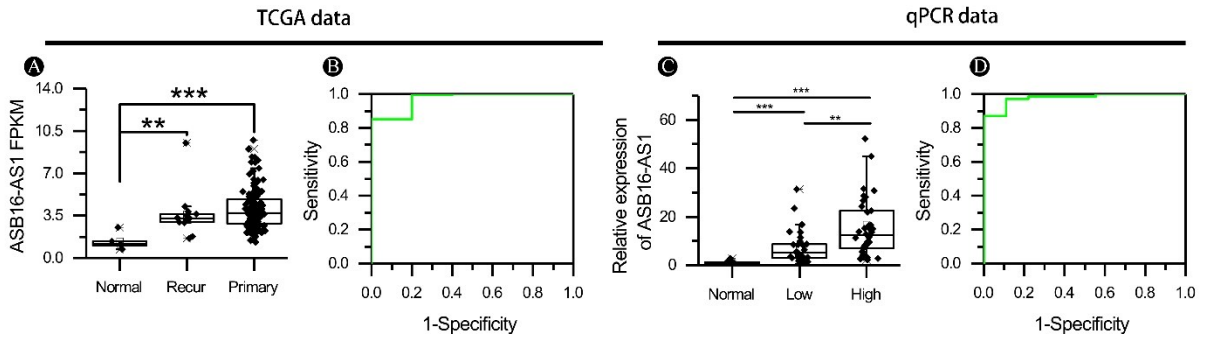 TCGA data
qPCR data
A
B
C
D
ASB16-AS1 FPKM
14.0
10.5
7.0
3.5
0.0
***
**
Normal Recur Primary
Sensitivity
1.0
0.8
0.6
0.4
0.2
0.0
0.0 0.2 0.4 0.6 0.8 1.0
1-Specificity
Relative expression
of ASB16-AS1
60
40
20
0
***
***
**
Normal Low High
Sensitivity
1.0
0.8
0.6
0.4
0.2
0.0
0.0 0.2 0.4 0.6 0.8 1.0
1-Specificity